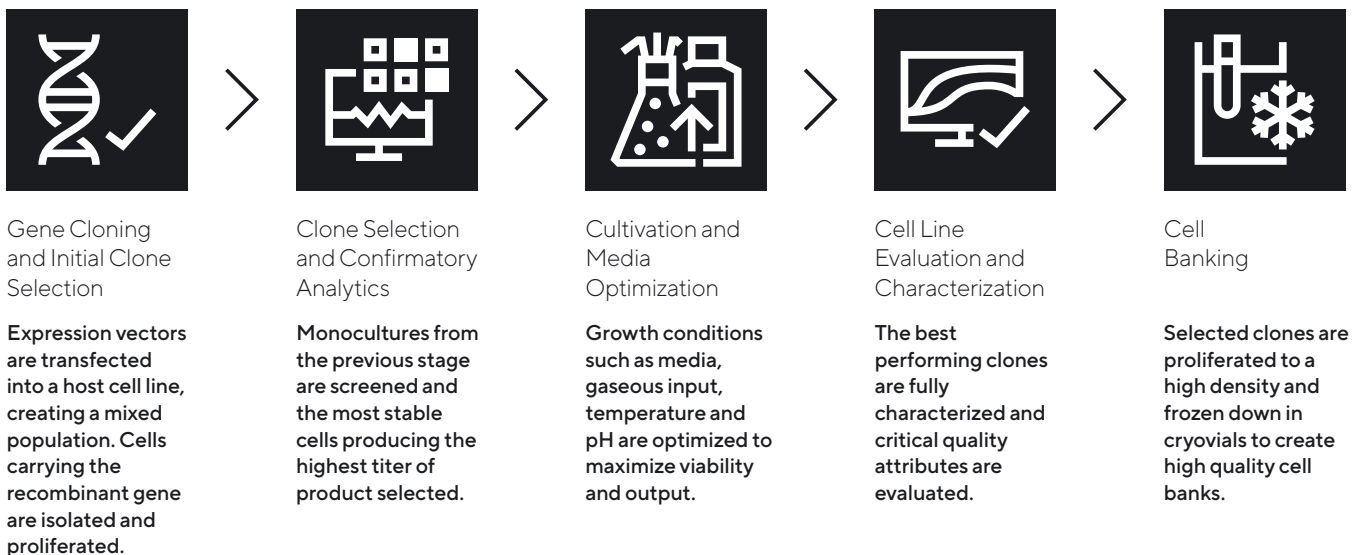 Gene Cloning
and Initial Clone
Selection
Expression vectors
are transfected
into a host cell line,
creating a mixed
population. Cells
carrying the
recombinant gene
are isolated and
proliferated.
Clone Selection
and Confirmatory
Analytics
Monocultures from
the previous stage
are screened and
the most stable
cells producing the
highest titer of
product selected.
Cultivation and
Media
Optimization
Growth conditions
such as media,
gaseous input,
temperature and
pH are optimized to
maximize viability
and output.
Cell Line
Evaluation and
Characterization
The best
performing clones
are fully
characterized and
critical quality
attributes are
evaluated.
Cell
Banking
Selected clones are
proliferated to a
high density and
frozen down in
cryovials to create
high quality cell
banks.